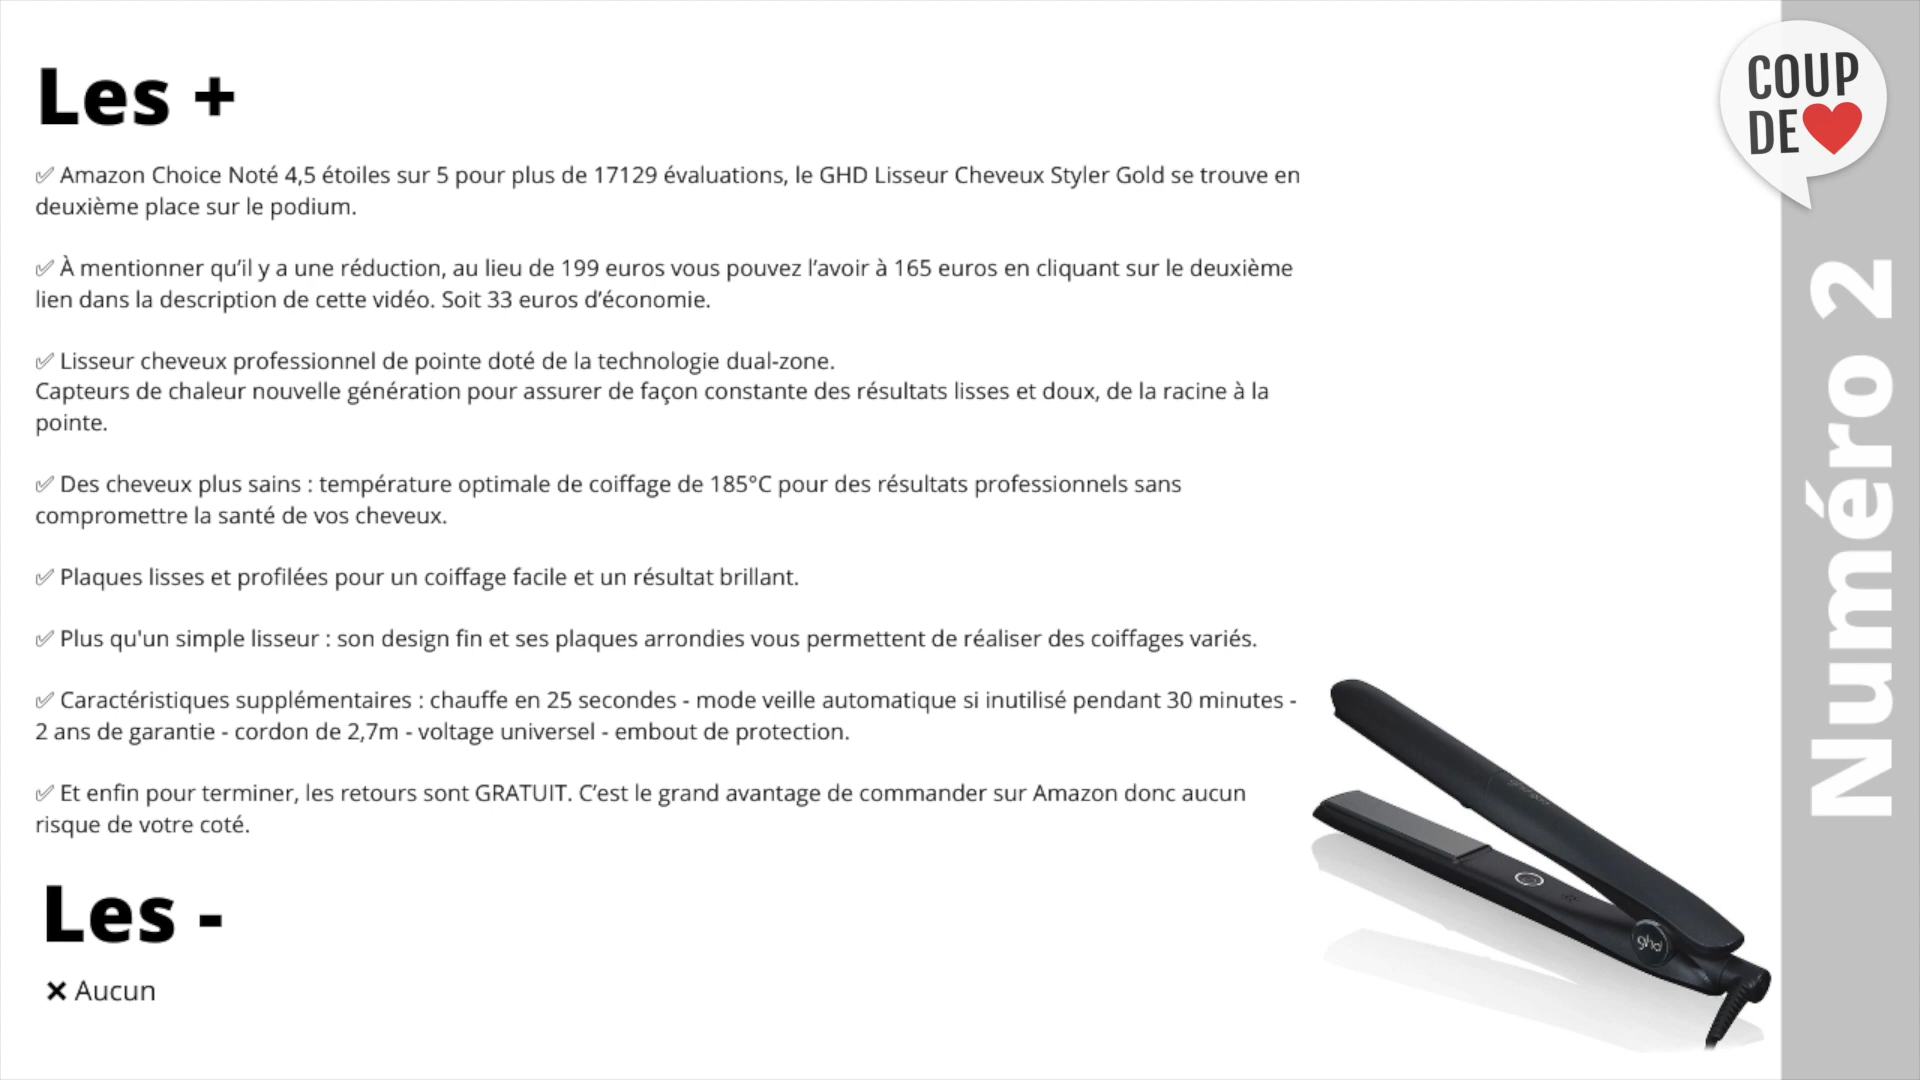 Les +
✅ Amazon Choice Noté 4,5 étoiles sur 5 pour plus de 17129 évaluations, le GHD Lisseur Cheveux Styler Gold se trouve en
deuxième place sur le podium.
✅ À mentionner qu’il y a une réduction, au lieu de 199 euros vous pouvez l’avoir à 165 euros en cliquant sur le deuxième
lien dans la description de cette vidéo. Soit 33 euros d’économie.
✅ Lisseur cheveux professionnel de pointe doté de la technologie dual-zone.
Capteurs de chaleur nouvelle génération pour assurer de façon constante des résultats lisses et doux, de la racine à la
pointe.
✅ Des cheveux plus sains : température optimale de coiffage de 185°C pour des résultats professionnels sans
compromettre la santé de vos cheveux.
✅ Plaques lisses et profilées pour un coiffage facile et un résultat brillant.
✅ Plus qu'un simple lisseur : son design fin et ses plaques arrondies vous permettent de réaliser des coiffages variés.
✅ Caractéristiques supplémentaires : chauffe en 25 secondes - mode veille automatique si inutilisé pendant 30 minutes -
2 ans de garantie - cordon de 2,7m - voltage universel - embout de protection.
✅ Et enfin pour terminer, les retours sont GRATUIT. C’est le grand avantage de commander sur Amazon donc aucun
risque de votre coté.
Les -
❌ Aucun
COUP
DE
Numéro 2
ghd